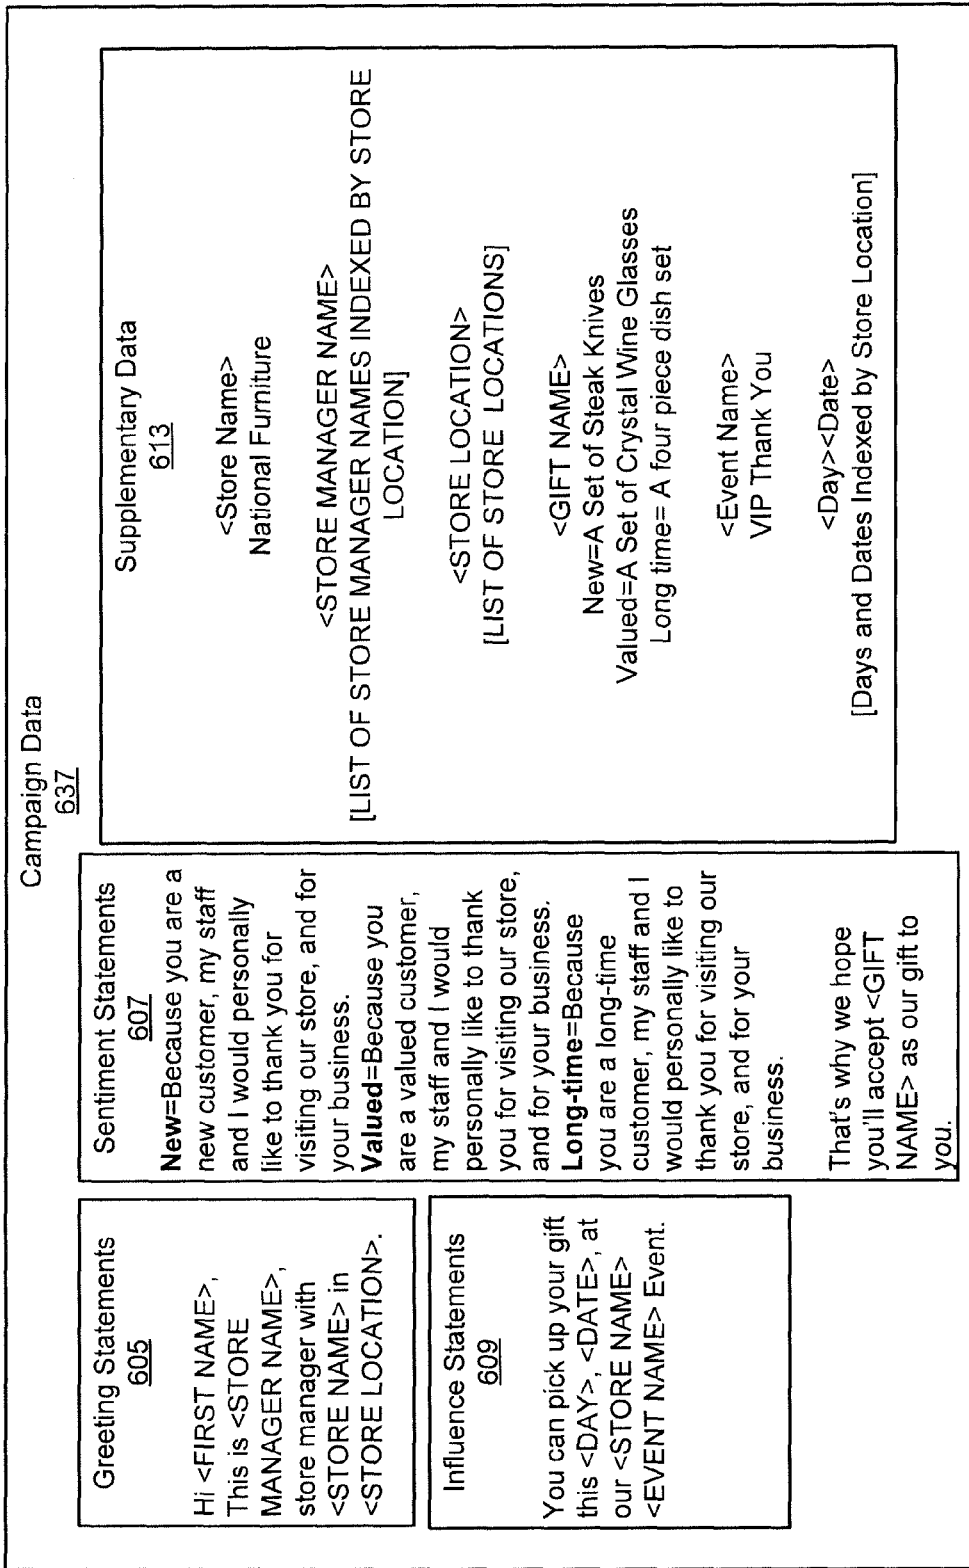 Campaign Data
637
Greeting Statements
605
Hi <FIRST NAME>,
This is <STORE
MANAGER NAME>,
store manager with
<STORE NAME> in
<STORE LOCATION>.
Influence Statements
609
You can pick up your gift
this <DAY>, <DATE>, at
our <STORE NAME>
<EVENT NAME> Event.
Sentiment Statements
607
New=Because you are a
new customer, my staff
and I would personally
like to thank you for
visiting our store, and for
your business.
Valued=Because you
are a valued customer,
my staff and I would
personally like to thank
you for visiting our store,
and for your business.
Long-time=Because
you are a long-time
customer, my staff and I
would personally like to
thank you for visiting our
store, and for your
business.
That's why we hope
you'll accept <GIFT
NAME> as our gift to
you.
Supplementary Data
613
<Store Name>
National Furniture
<STORE MANAGER NAME>
[LIST OF STORE MANAGER NAMES INDEXED BY STORE
LOCATION]
<STORE LOCATION>
[LIST OF STORE LOCATIONS]
<GIFT NAME>
New=A Set of Steak Knives
Valued=A Set of Crystal Wine Glasses
Long time= A four piece dish set
<Event Name>
VIP Thank You
<Day><Date>
[Days and Dates Indexed by Store Location]